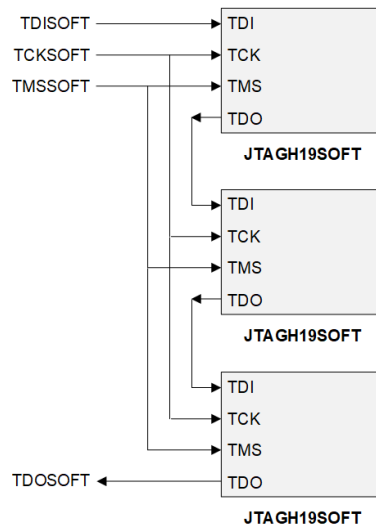 TDISOFT TDI
TCKSOFT TCK
TMSSOFT TMS
TDO
JTAGH19SOFT
TDI
TCK
TMS
TDO
JTAGH19SOFT
TDI
TCK
TMS
TDOSOFT TDO
JTAGH19SOFT